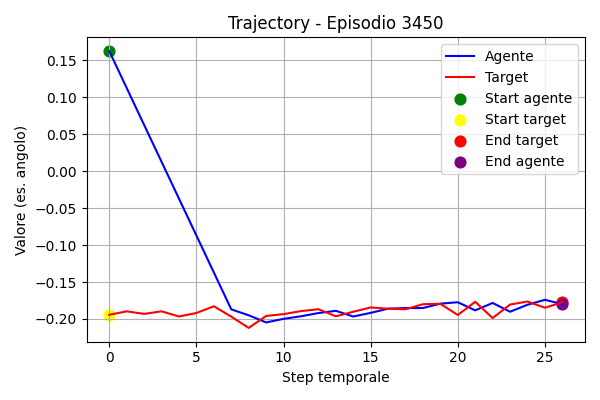 Trajectory - Episodio 3450
Agente
Target
Start agente
Start target
End target
End agente
Valore (es. angolo)
0.15
0.10
0.05
0.00
−0.05
−0.10
−0.15
−0.20
0 5 10 15 20 25
Step temporale